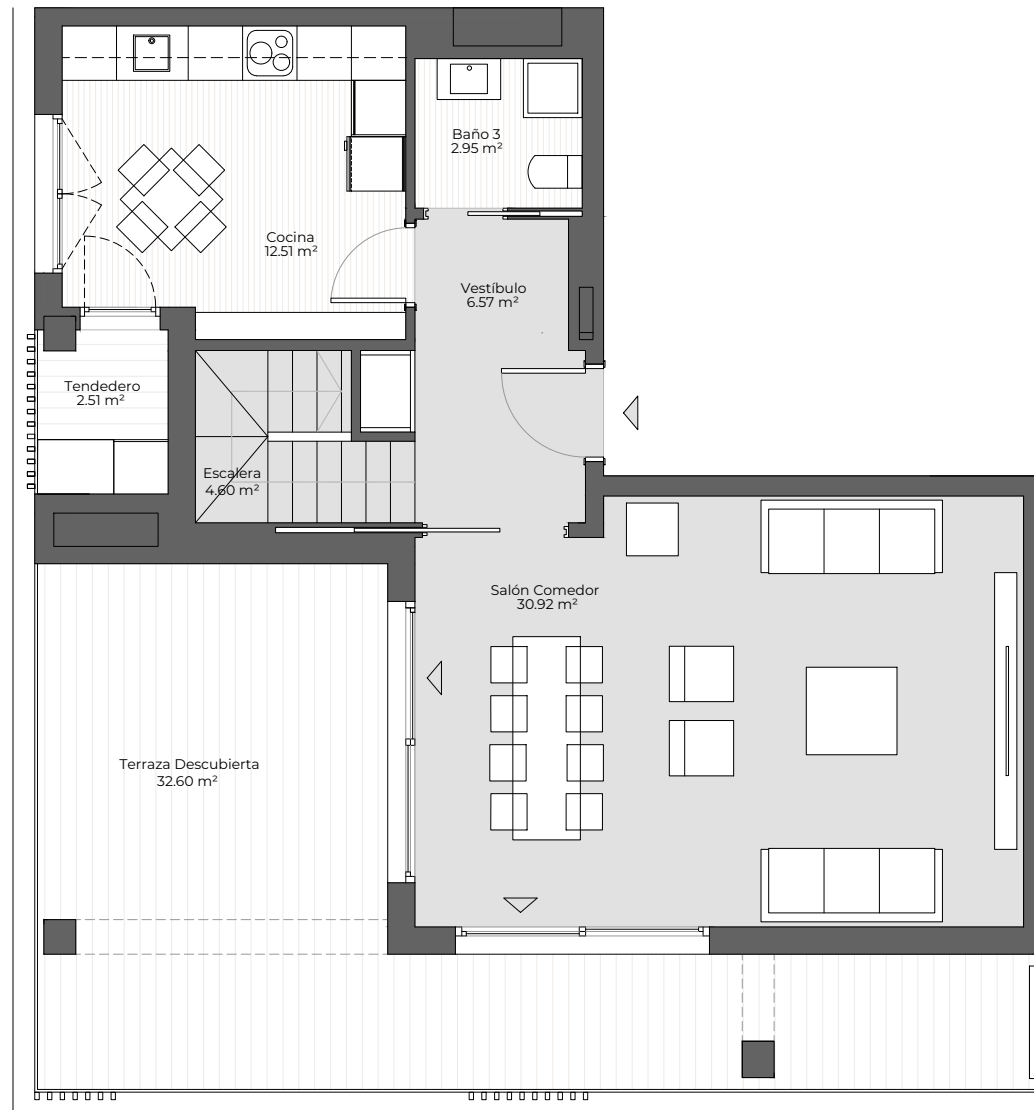 Baño 3
2.95 m²
Cocina
12.51 m²
Vestíbulo
6.57 m²
Tendedero
2.51 m²
Escalera
4.60 m²
Salón Comedor
30.92 m²
Terraza Descubierta
32.60 m²